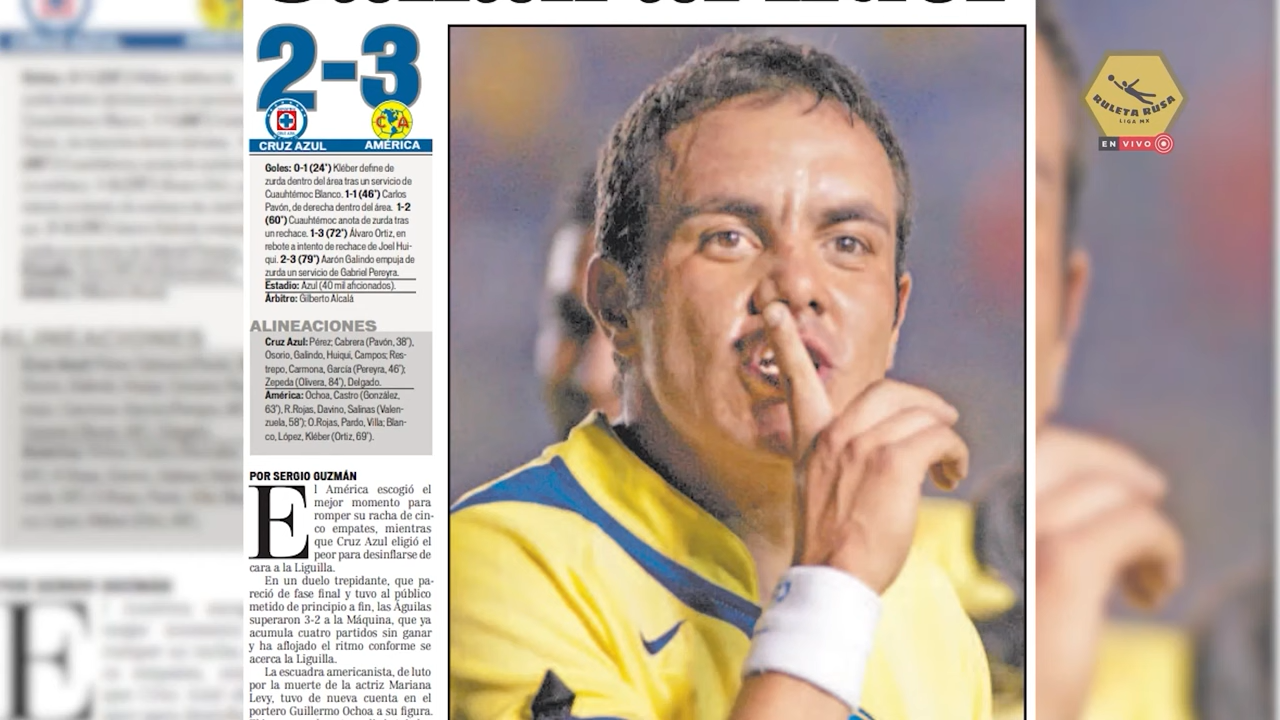 2-3
CRUZ AZUL AMÉRICA
Goles: 0-1 (24') Kléber define de
zurda dentro del área tras un servicio de
Cuauhtémoc Blanco. 1-1 (46') Carlos
Pavón, de derecha dentro del área. 1-2
(60') Cuauhtémoc anota de zurda tras
un rechace. 1-3 (72') Álvaro Ortiz, en
rebote a intento de rechace de Joel Hui-
qui. 2-3 (79') Aarón Galindo empuja de
zurda un servicio de Gabriel Pereyra.
Estadio: Azul (40 mil aficionados).
Árbitro: Gilberto Alcalá
ALINEACIONES
Cruz Azul: Pérez; Cabrera (Pavón, 38'),
Osorio, Galindo, Huiqui, Campos; Res-
trepo, Carmona, García (Pereyra, 46');
Zepeda (Olivera, 84'), Delgado.
América: Ochoa, Castro (González,
63'), R.Rojas, Davino, Salinas (Valen-
zuela, 58'); O.Rojas, Pardo, Villa; Blan-
co, López, Kléber (Ortiz, 69').
POR SERGIO GUZMÁN
El América escogió el
mejor momento para
romper su racha de cin-
co empates, mientras
que Cruz Azul eligió el
peor para desinflarse de
cara a la Liguilla.
En un duelo trepidante, que pa-
reció de fase final y tuvo al público
metido de principio a fin, las Águilas
superaron 3-2 a la Máquina, que ya
acumula cuatro partidos sin ganar
y ha aflojado el ritmo conforme se
acerca la Liguilla.
La escuadra americanista, de luto
por la muerte de la actriz Mariana
Levy, tuvo de nueva cuenta en el
portero Guillermo Ochoa a su figura.
RULETA RUSA
LIGA MX
EN VIVO